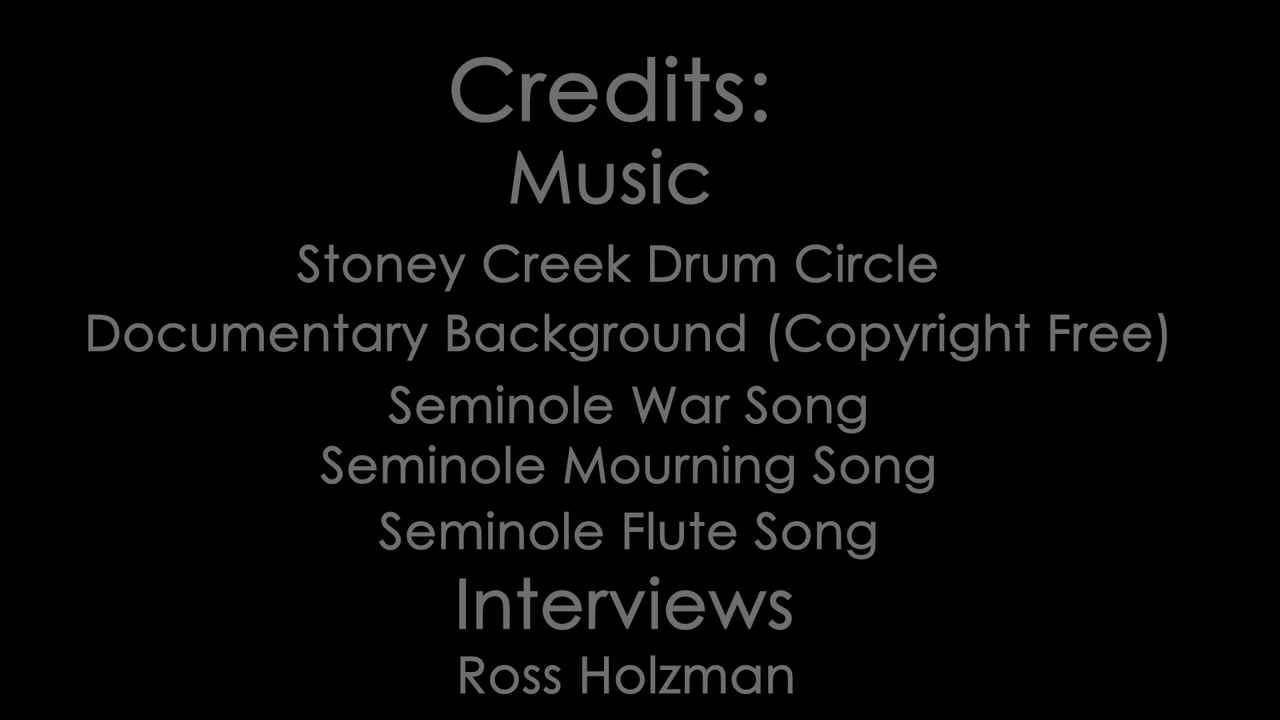 Credits:
Music
Stoney Creek Drum Circle
Documentary Background (Copyright Free)
Seminole War Song
Seminole Mourning Song
Seminole Flute Song
Interviews
Ross Holzman